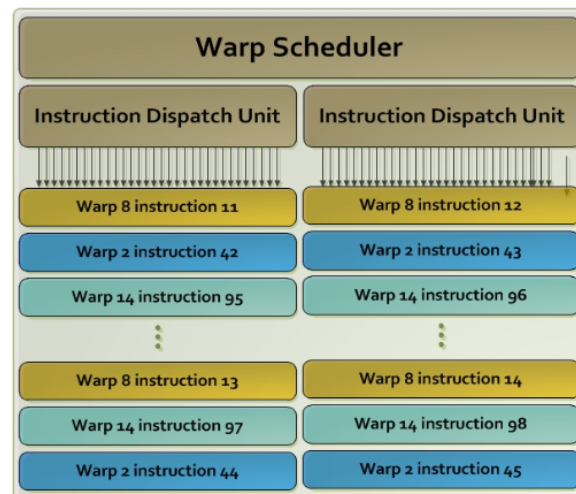 Warp Scheduler
Instruction Dispatch Unit
Instruction Dispatch Unit
Warp 8 instruction 11
Warp 8 instruction 12
Warp 2 instruction 42
Warp 2 instruction 43
Warp 14 instruction 95
Warp 14 instruction 96
Warp 8 instruction 13
Warp 8 instruction 14
Warp 14 instruction 97
Warp 14 instruction 98
Warp 2 instruction 44
Warp 2 instruction 45